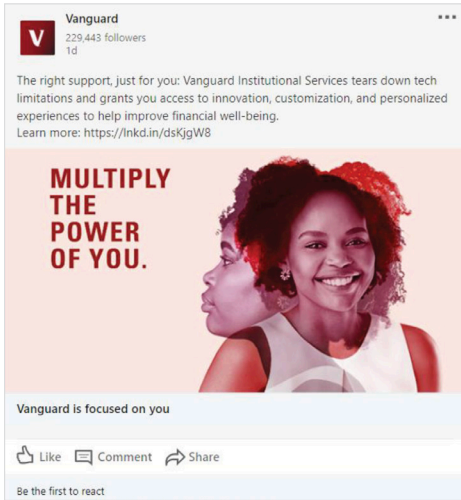 Vanguard
229,443 followers
1d
The right support, just for you: Vanguard Institutional Services tears down tech
limitations and grants you access to innovation, customization, and personalized
experiences to help improve financial well-being.
Learn more: https://lnkd.in/dsKjgW8
MULTIPLY
THE
POWER
OF YOU.
Vanguard is focused on you
Like Comment Share
Be the first to react